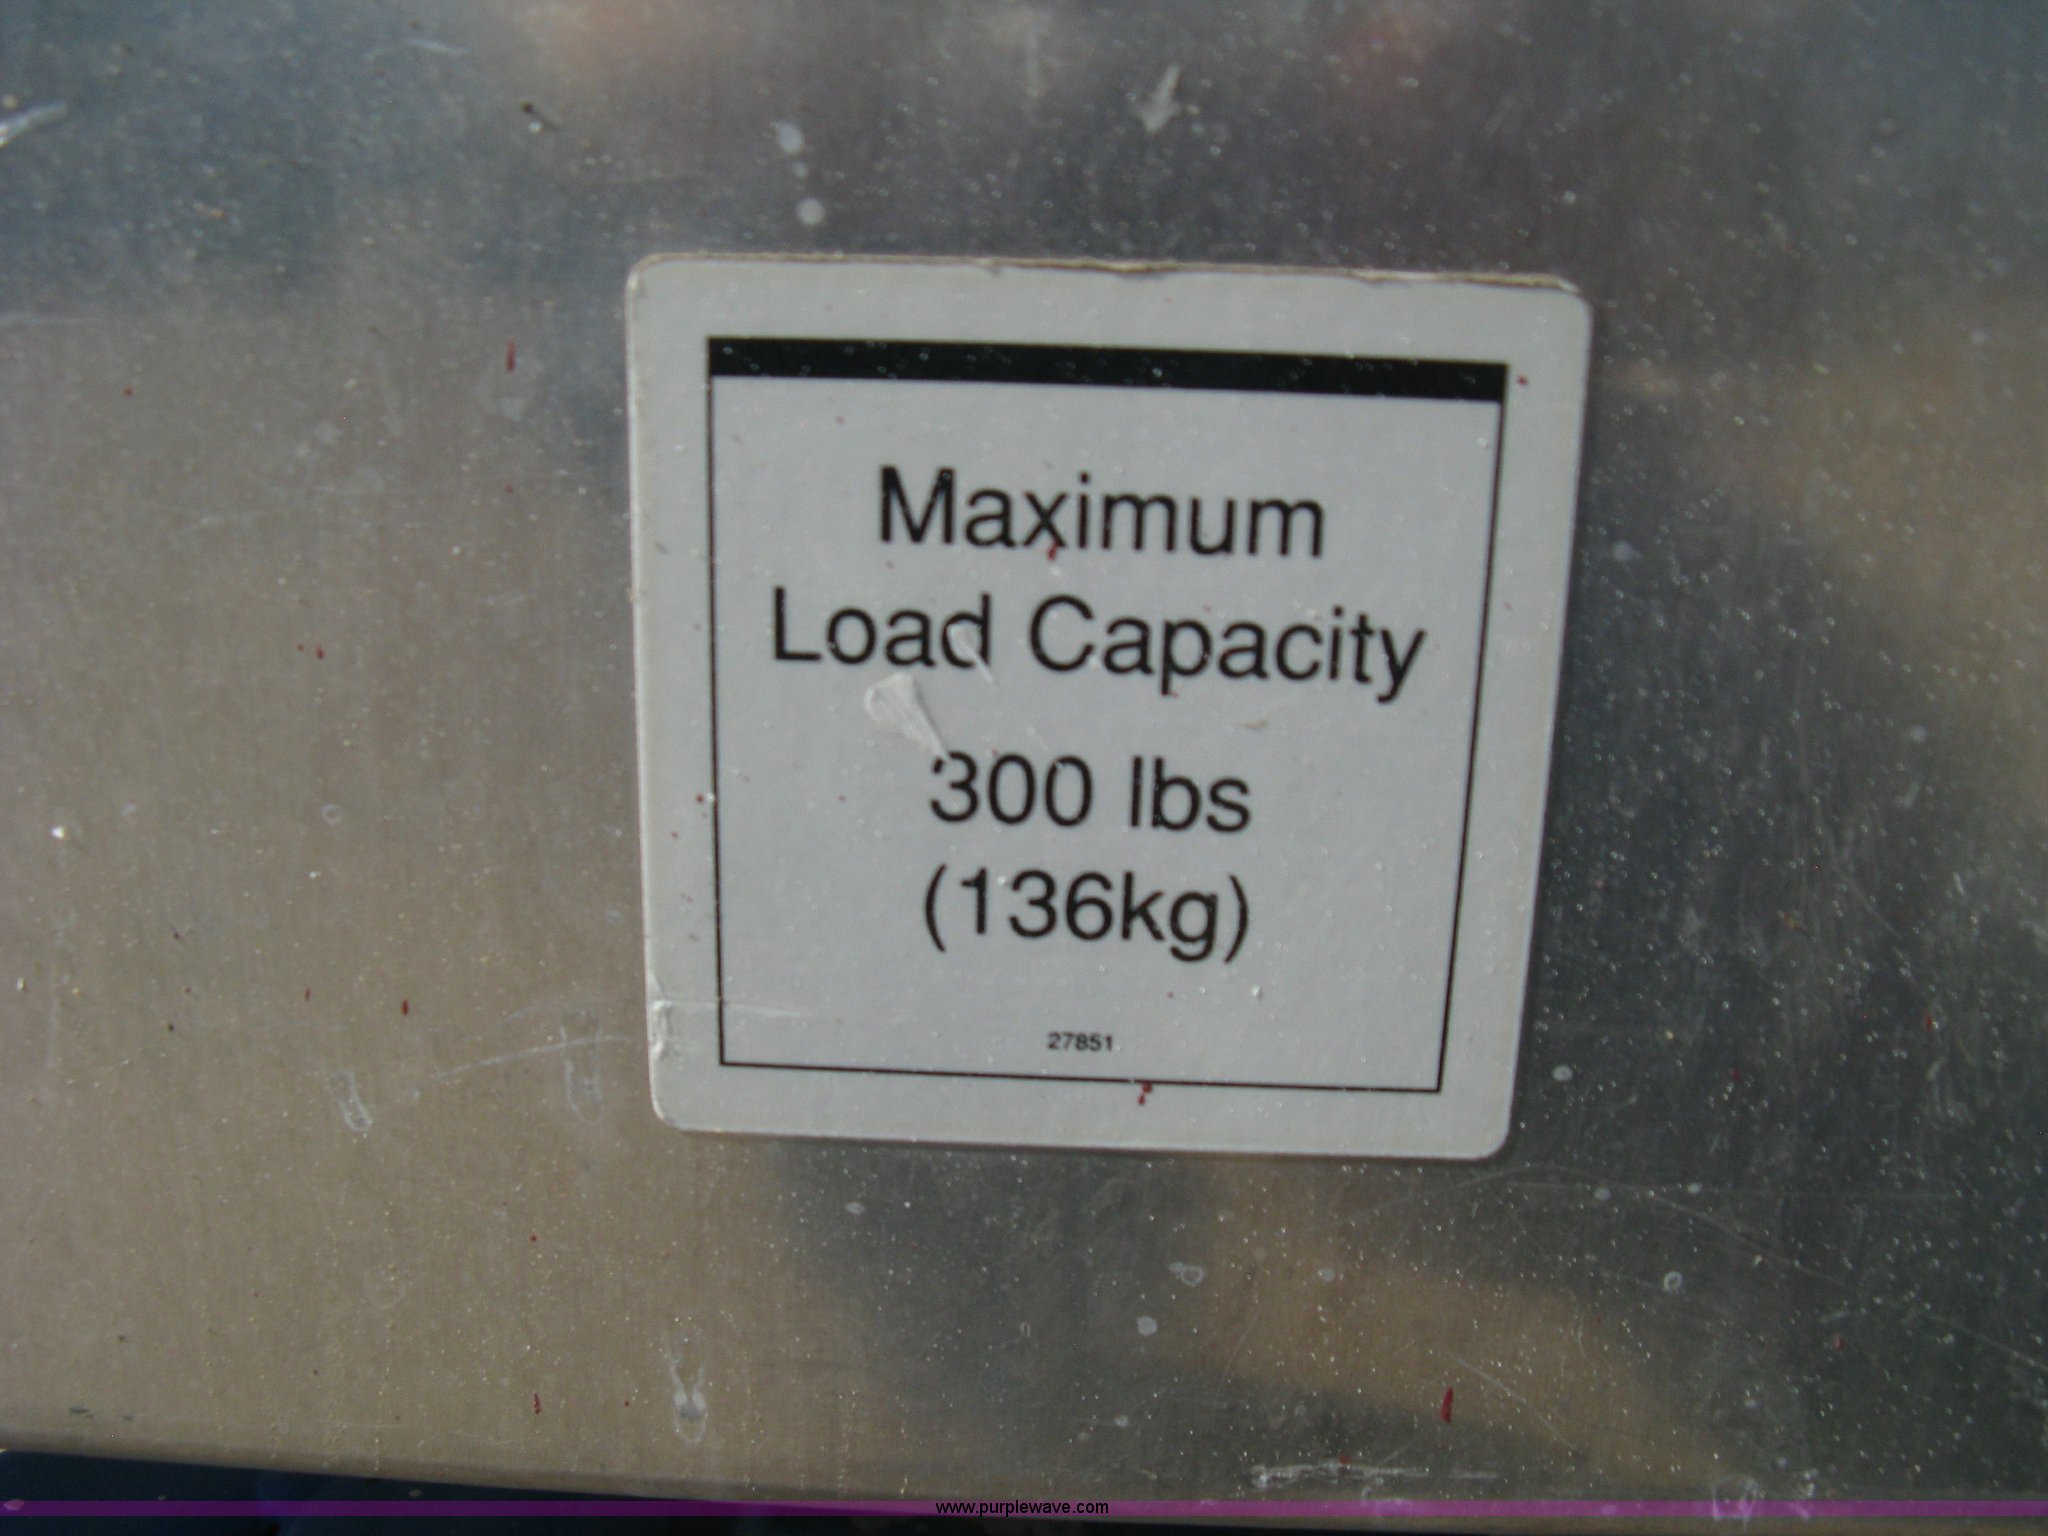 Maximum
Load Capacity
300 lbs
(136kg)
27851
www.purplewave.com